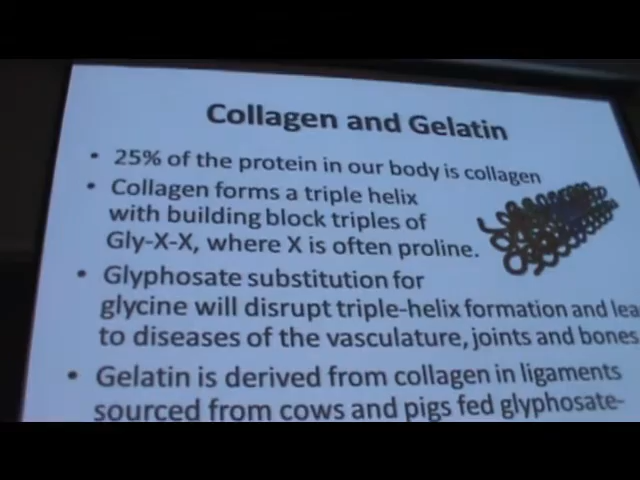 Collagen and Gelatin
• 25% of the protein in our body is collagen
• Collagen forms a triple helix
with building block triples of
Gly-X-X, where X is often proline.
• Glyphosate substitution for
glycine will disrupt triple-helix formation and lea
to diseases of the vasculature, joints and bones
• Gelatin is derived from collagen in ligaments
sourced from cows and pigs fed glyphosate-